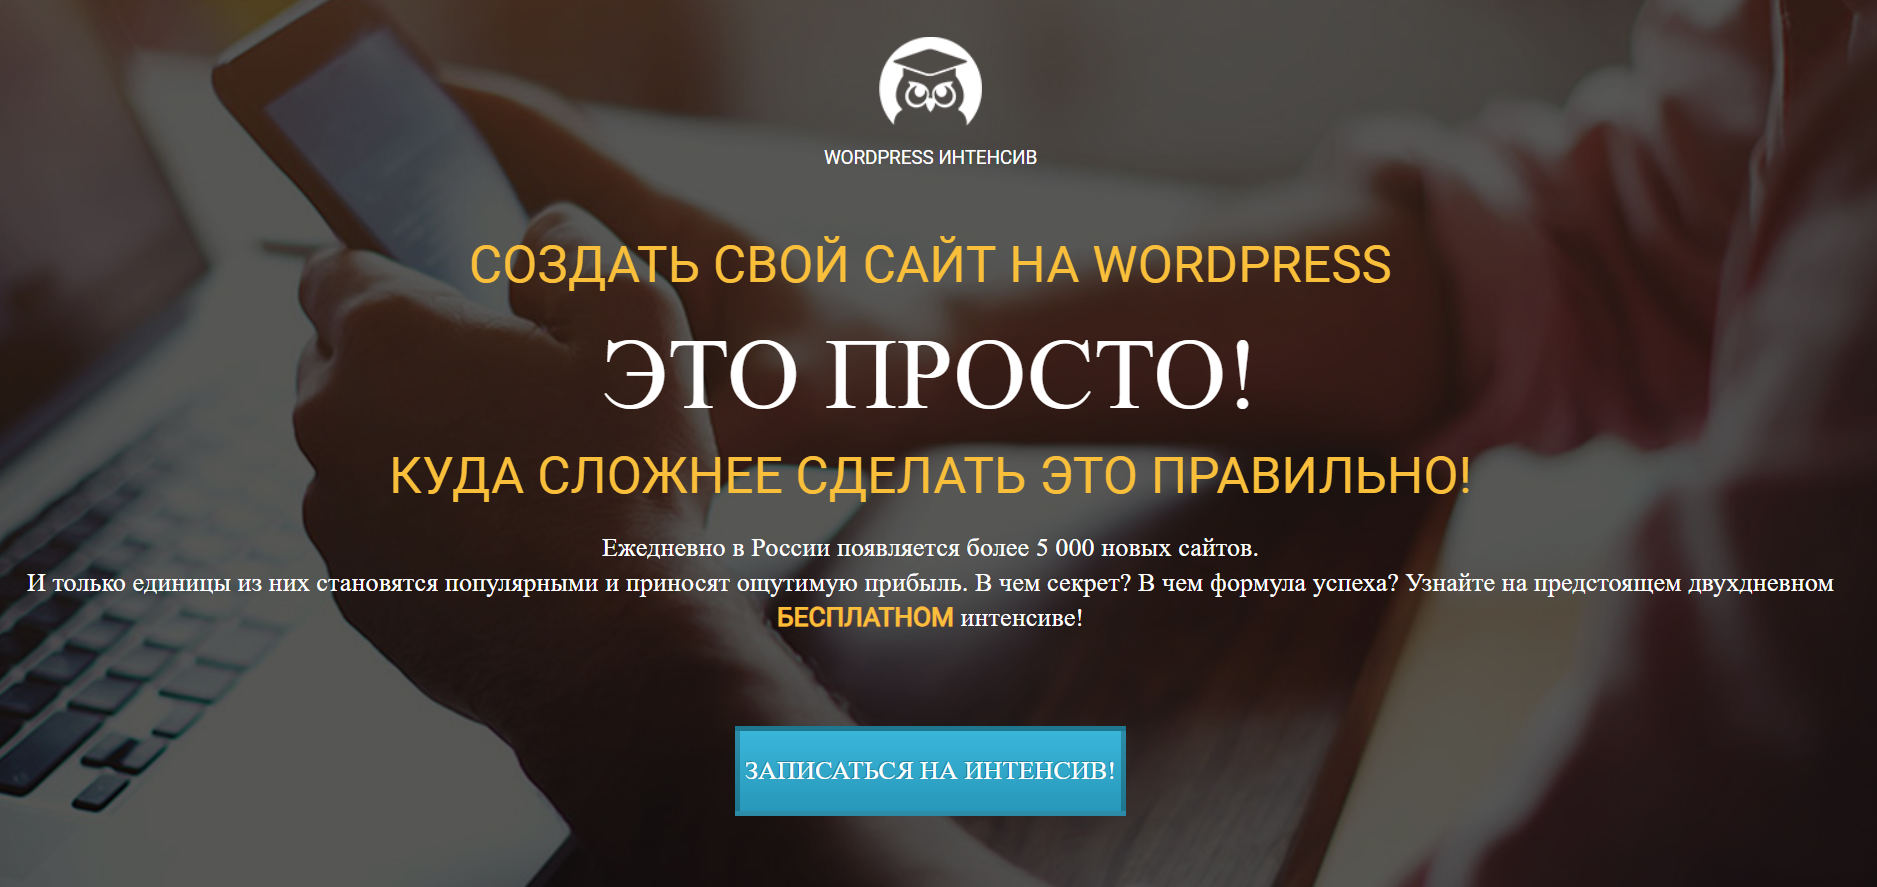 WORDPRESS ИНТЕНСИВ
СОЗДАТЬ СВОЙ САЙТ НА WORDPRESS
ЭТО ПРОСТО!
КУДА СЛОЖНЕЕ СДЕЛАТЬ ЭТО ПРАВИЛЬНО!
Ежедневно в России появляется более 5 000 новых сайтов.
И только единицы из них становятся популярными и приносят ощутимую прибыль. В чем секрет? В чем формула успеха? Узнайте на предстоящем двухдневном
БЕСПЛАТНОМ интенсиве!
ЗАПИСАТЬСЯ НА ИНТЕНСИВ!